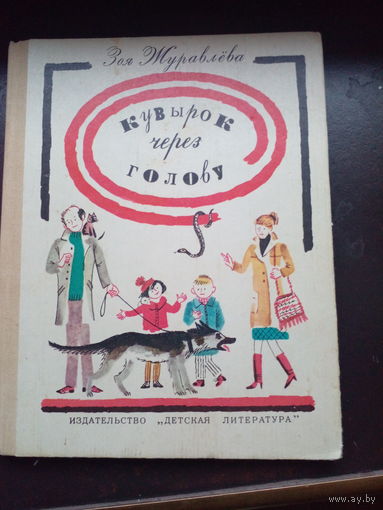 Зоя Журавлёва
кувырок
через
голову
ИЗДАТЕЛЬСТВО „ДЕТСКАЯ ЛИТЕРАТУРА"
© www.ay.by